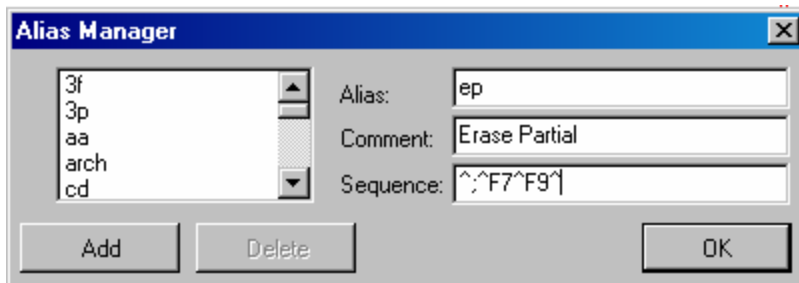 Alias Manager
3f
3p
aa
arch
cd
Alias: ep
Comment: Erase Partial
Sequence: ^;^F7^F9^
Add Delete OK